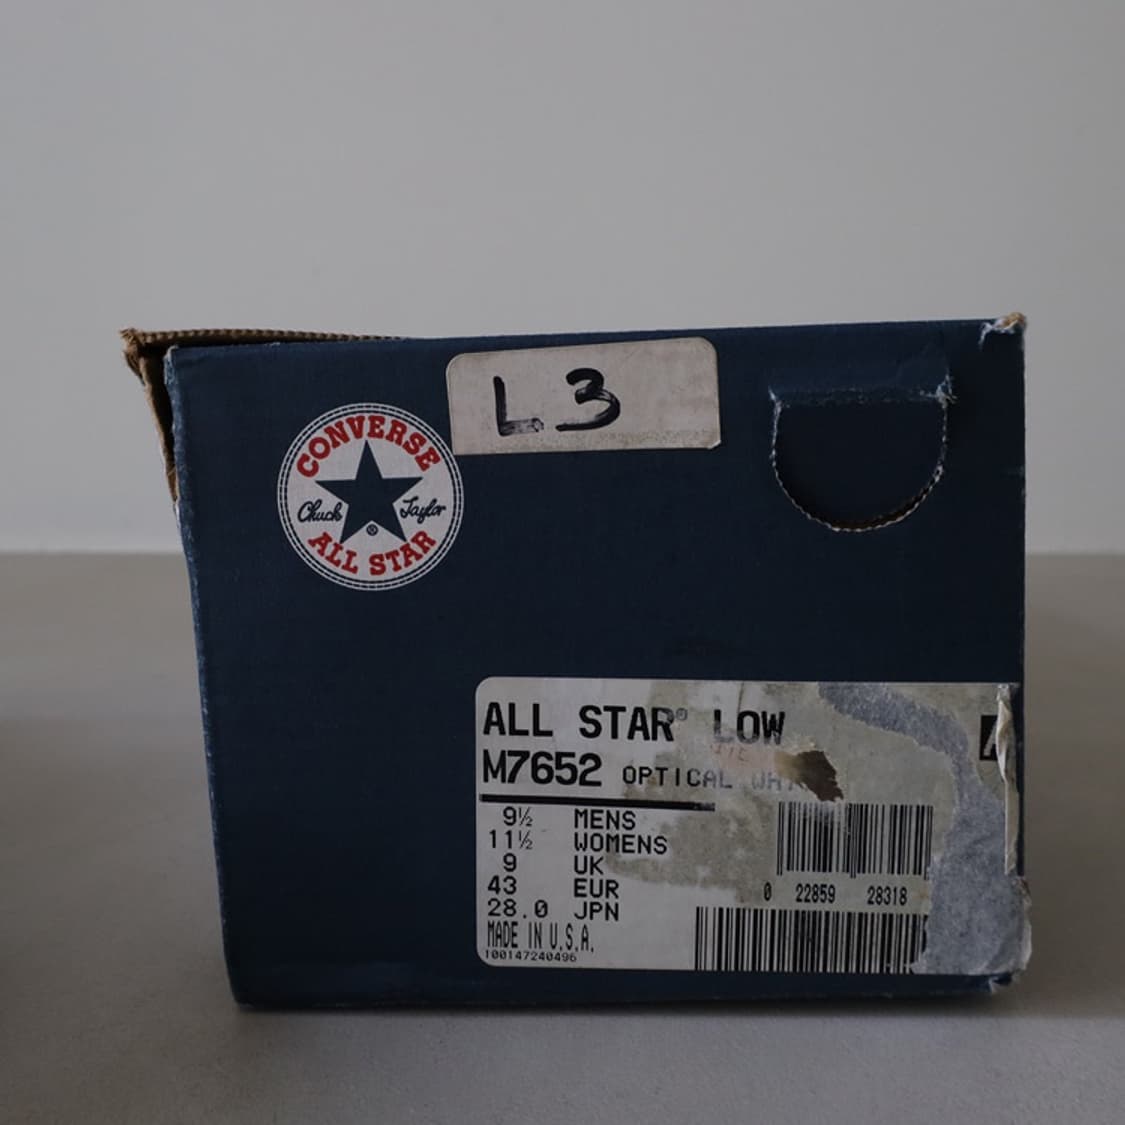 L3
CONVERSE
Chuck Taylor
®
ALL STAR
ALL STAR® LOW
M7652 OPTICAL
9½ MENS
11½ WOMENS
9 UK
43 EUR
28.0 JPN
MADE IN U.S.A.
100147240496
0 22859 28318